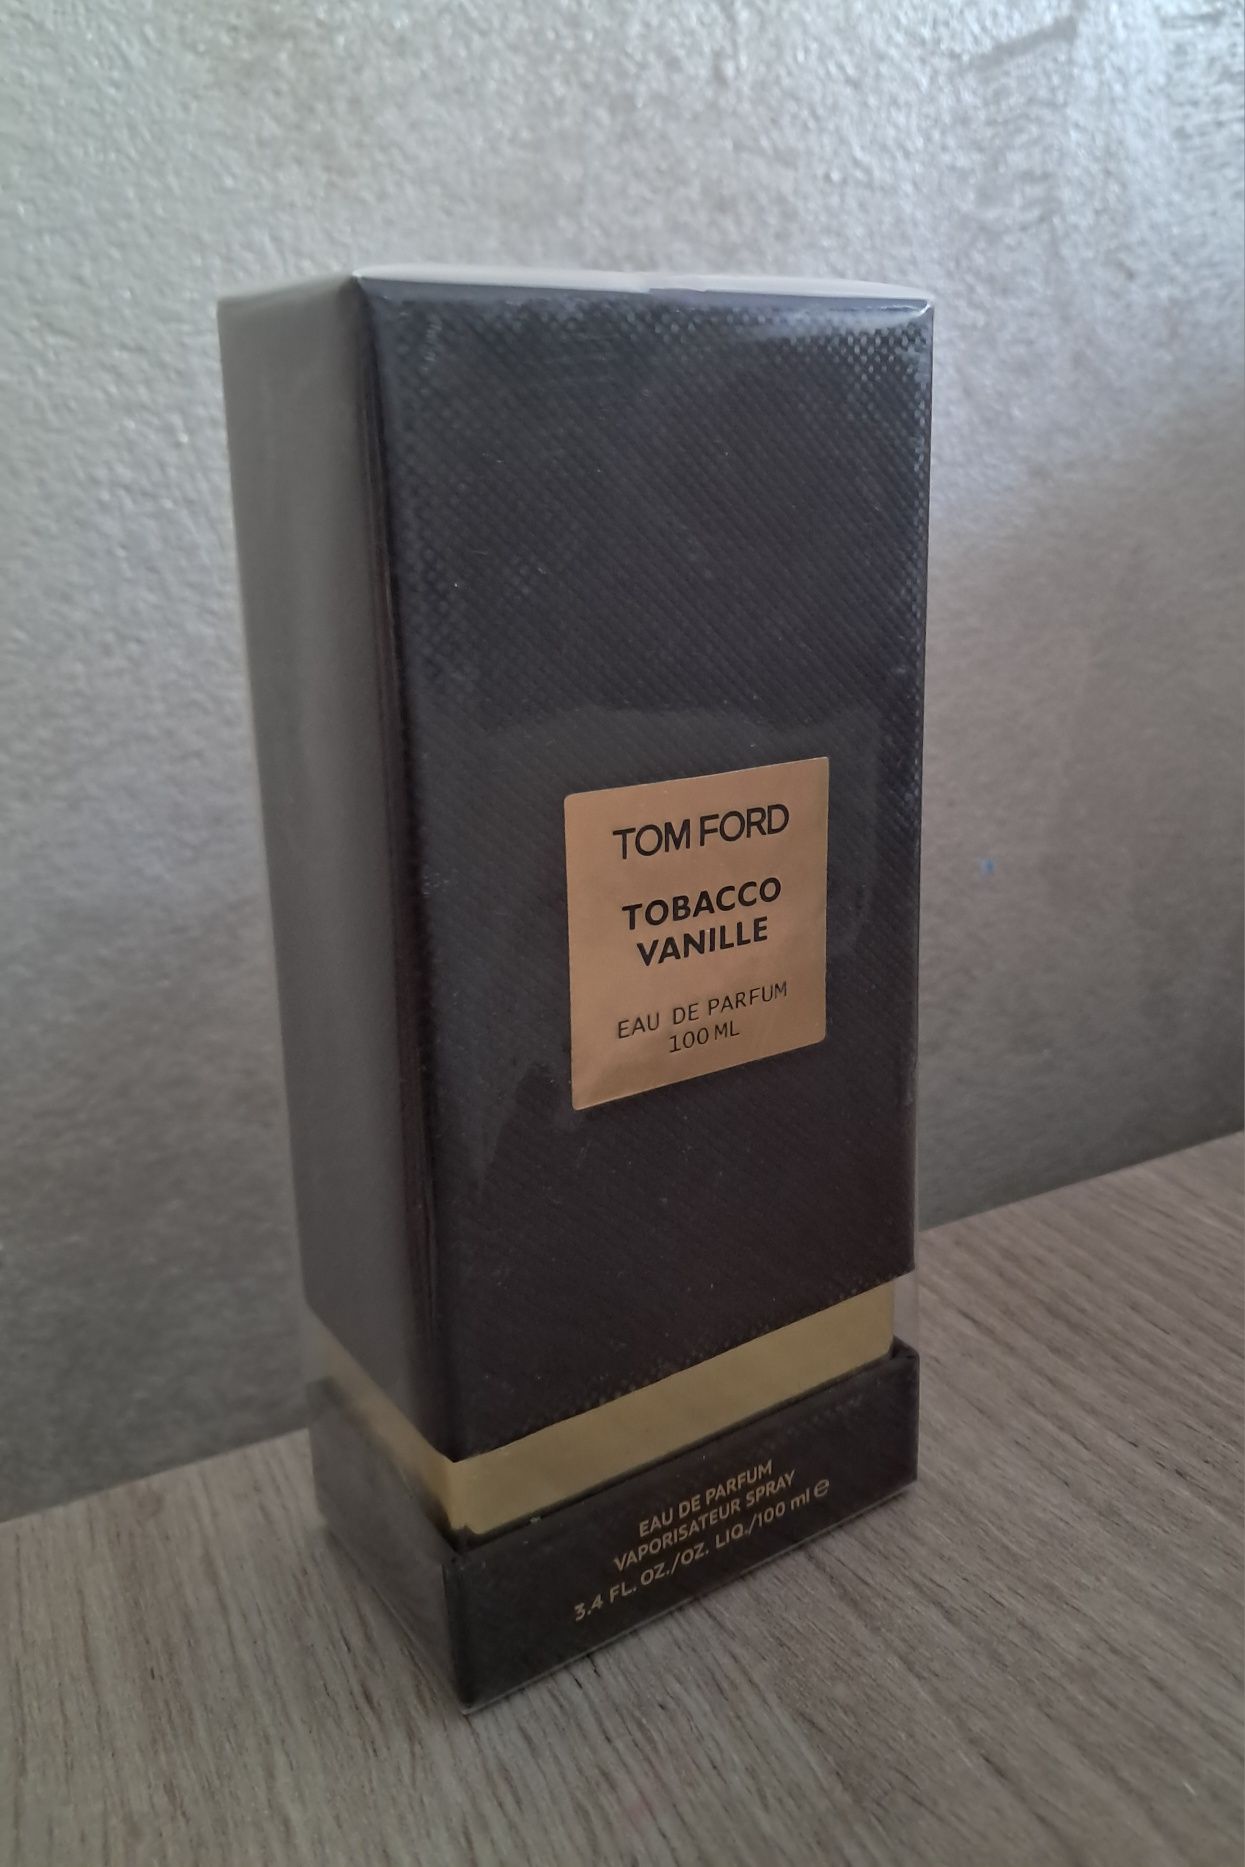 TOM FORD
TOBACCO
VANILLE
EAU DE PARFUM
100 ML
EAU DE PARFUM
VAPORISATEUR SPRAY
3.4 FL. OZ./OZ. LIQ./100 ml ℮